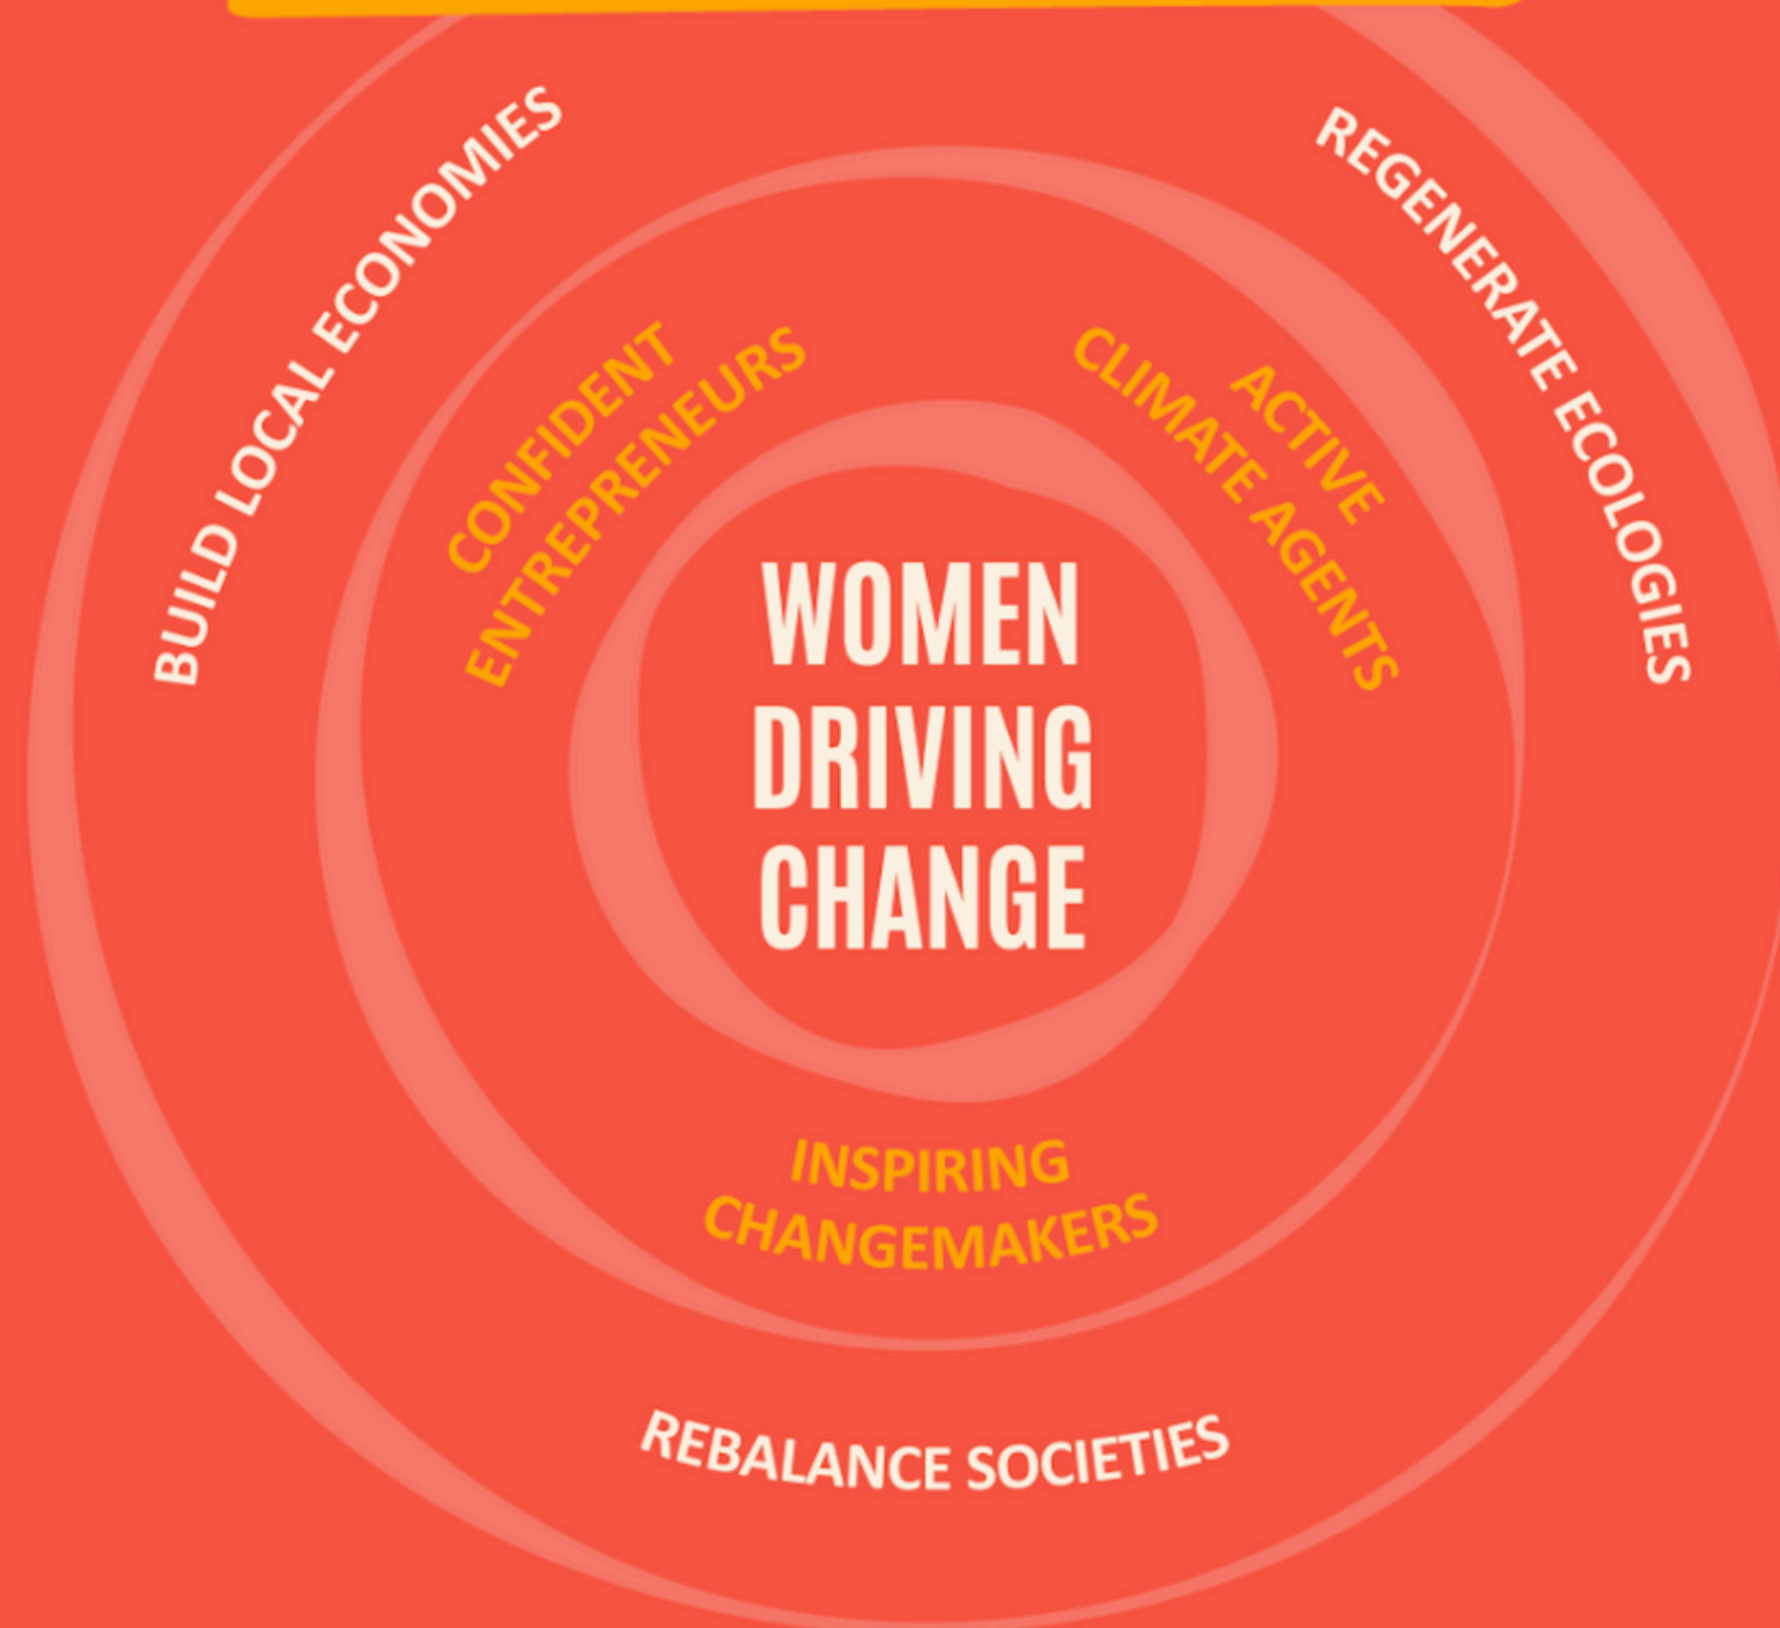 BUILD LOCAL ECONOMIES
REGENERATE ECOLOGIES
CONFIDENT
ENTREPRENEURS
ACTIVE
CLIMATE AGENTS
WOMEN
DRIVING
CHANGE
INSPIRING
CHANGEMAKERS
REBALANCE SOCIETIES